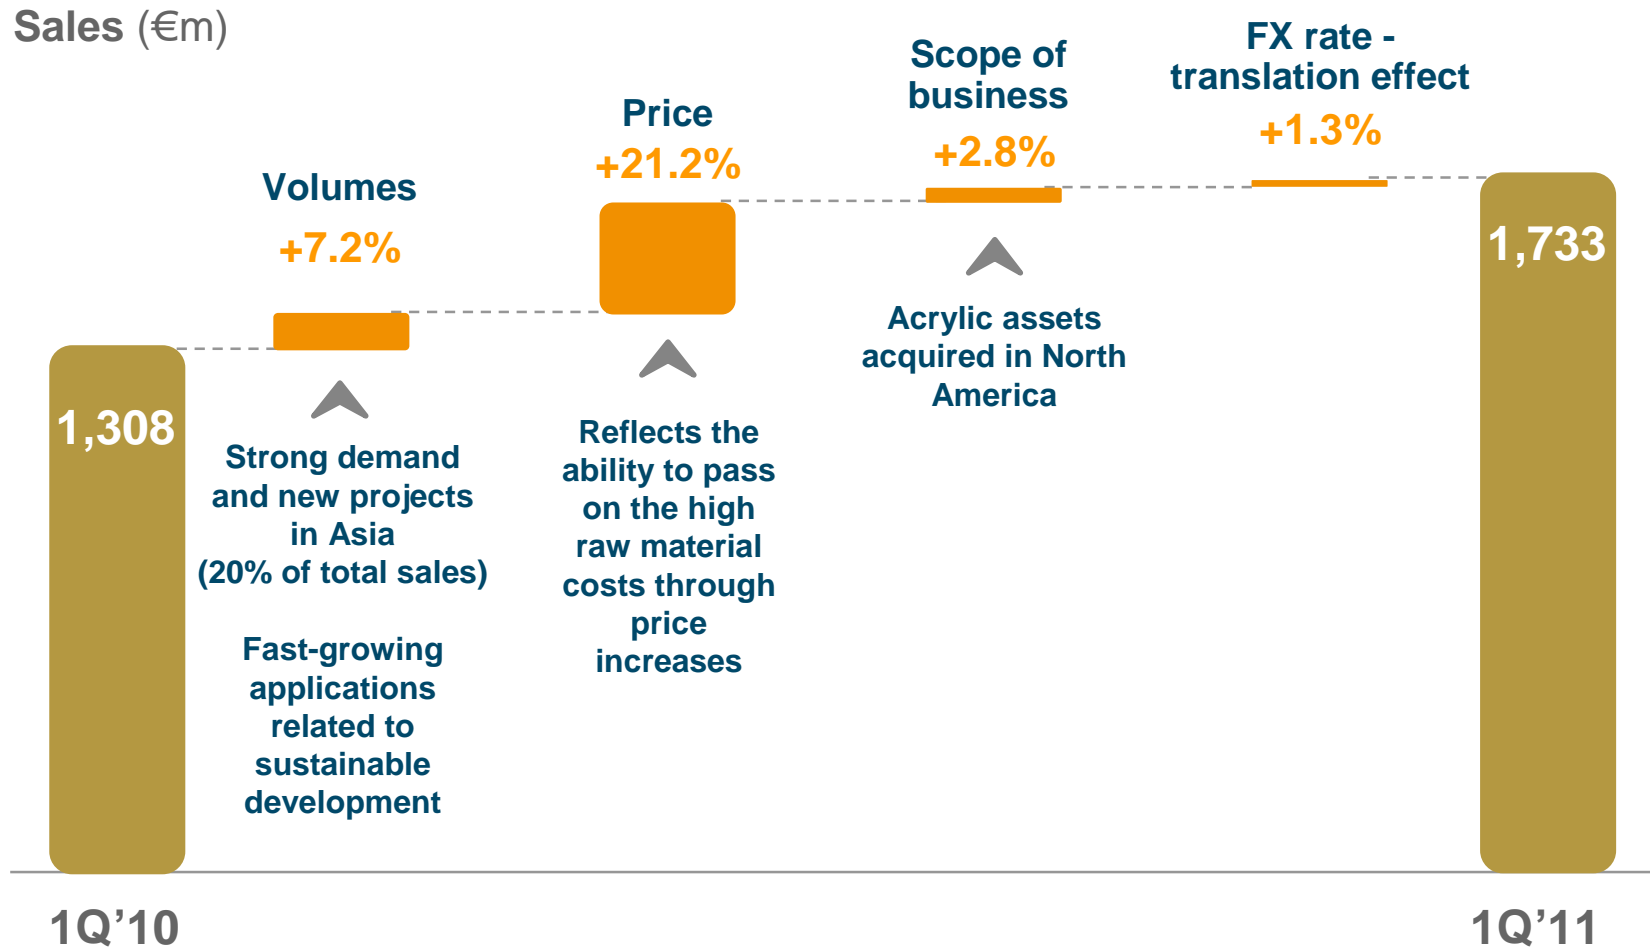 Sales (€m)
Volumes
+7.2%
Price
+21.2%
Scope of
business
+2.8%
FX rate -
translation effect
+1.3%
1,308
1,733
Strong demand
and new projects
in Asia
(20% of total sales)
Fast-growing
applications
related to
sustainable
development
Reflects the
ability to pass
on the high
raw material
costs through
price
increases
Acrylic assets
acquired in North
America
1Q’10
1Q’11